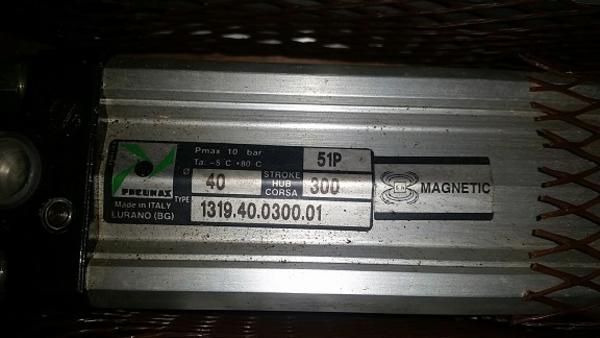 Pmax 10 bar
Ta. -5 C +80 C
51P
PNEUMAX
Made in ITALY
LURANO (BG)
Ø 40
STROKE
HUB
CORSA
300
TYPE 1319.40.0300.01
MAGNETIC